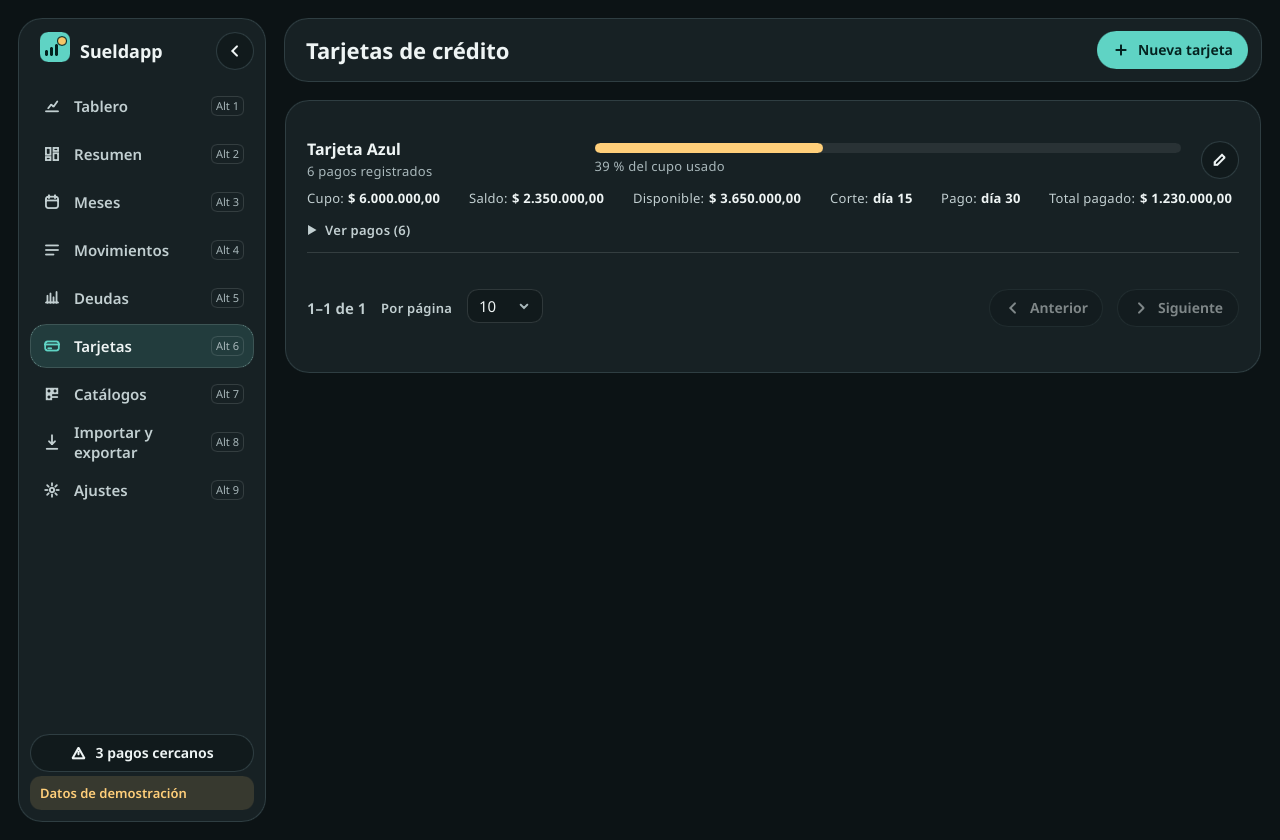 Sueldapp
Tablero Alt 1
Resumen Alt 2
Meses Alt 3
Movimientos Alt 4
Deudas Alt 5
Tarjetas Alt 6
Catálogos Alt 7
Importar y
exportar Alt 8
Ajustes Alt 9
3 pagos cercanos
Datos de demostración
Tarjetas de crédito
Nueva tarjeta
Tarjeta Azul
6 pagos registrados
39 % del cupo usado
Cupo: $ 6.000.000,00 Saldo: $ 2.350.000,00 Disponible: $ 3.650.000,00 Corte: día 15 Pago: día 30 Total pagado: $ 1.230.000,00
Ver pagos (6)
1–1 de 1 Por página 10 Anterior Siguiente